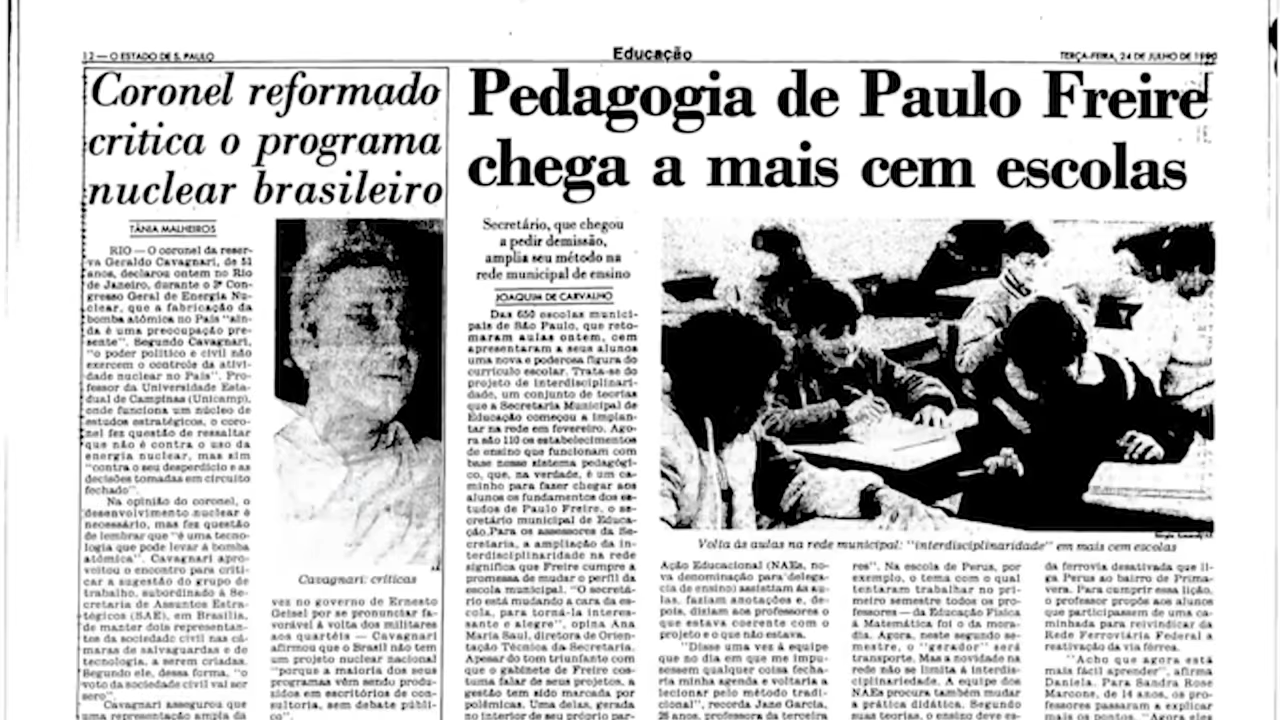 12 — O ESTADO DE S. PAULO
Educação
TERÇA-FEIRA, 24 DE JULHO DE 1990
Coronel reformado
critica o programa
nuclear brasileiro
TÂNIA MALHEIROS
RIO — O coronel da reser-
va Geraldo Cavagnari, de 51
anos, declarou ontem no Rio
de Janeiro, durante o 3º Con-
gresso Geral de Energia Nu-
clear, que a fabricação da
bomba atômica no País "ain-
da é uma preocupação pre-
sente". Segundo Cavagnari,
"o poder político e civil não
exercem o controle da ativi-
dade nuclear no País". Pro-
fessor da Universidade Esta-
dual de Campinas (Unicamp),
onde funciona um núcleo de
estudos estratégicos, o coro-
nel fez questão de ressaltar
que não é contra o uso da
energia nuclear, mas sim
"contra o seu desperdício e as
decisões tomadas em circuito
fechado".
Na opinião do coronel, o
desenvolvimento nuclear é
necessário, mas fez questão
de lembrar que "é uma tecno-
logia que pode levar à bomba
atômica". Cavagnari apro-
veitou o encontro para criti-
car a sugestão do grupo de
trabalho, subordinado à Se-
cretaria de Assuntos Estra-
tégicos (SAE), em Brasília,
de manter dois representan-
tes da sociedade civil nas câ-
maras de salvaguardas e de
tecnologia, a serem criadas.
Segundo ele, dessa forma, "o
voto da sociedade civil vai ser
zero".
Cavagnari assegurou que
uma representação ampla da
Cavagnari: críticas
vez no governo de Ernesto
Geisel por se pronunciar fa-
vorável à volta dos militares
aos quartéis — Cavagnari
afirmou que o Brasil não tem
um projeto nuclear nacional
"porque a maioria dos seus
programas vêm sendo produ-
zidos em escritórios de con-
sultoria, sem debate públi-
co".
Pedagogia de Paulo Freire
chega a mais cem escolas
Secretário, que chegou
a pedir demissão,
amplia seu método na
rede municipal de ensino
JOAQUIM DE CARVALHO
Das 650 escolas munici-
pais de São Paulo, que reto-
maram aulas ontem, cem
apresentaram a seus alunos
uma nova e poderosa figura do
currículo escolar. Trata-se do
projeto de interdisciplinari-
dade, um conjunto de teorias
que a Secretaria Municipal de
Educação começou a implan-
tar na rede em fevereiro. Ago-
ra são 110 os estabelecimentos
de ensino que funcionam com
base nesse sistema pedagógi-
co, que, na verdade, é um ca-
minho para fazer chegar aos
alunos os fundamentos dos es-
tudos de Paulo Freire, o se-
cretário municipal de Educa-
ção. Para os assessores da Se-
cretaria, a ampliação da in-
terdisciplinaridade na rede
significa que Freire cumpre a
promessa de mudar o perfil da
escola municipal. "O secretá-
rio está mudando a cara da es-
cola, para torná-la interes-
sante e alegre", opina Ana
Maria Saul, diretora de Orien-
tação Técnica da Secretaria.
Apesar do tom triunfante com
que o gabinete de Freire cos-
tuma falar de seus projetos, a
gestão tem sido marcada por
polêmicas. Uma delas, gerada
no interior de seu próprio par-
Volta às aulas na rede municipal: "interdisciplinaridade" em mais cem escolas
Ação Educacional (NAEs, no-
va denominação para delega-
cia de ensino) assistiam às au-
las, faziam anotações e, de-
pois, diziam aos professores o
que estava coerente com o
projeto e o que não estava.
"Disse uma vez à equipe
que no dia em que me impu-
sessem qualquer coisa fecha-
ria minha agenda e voltaria a
lecionar pelo método tradi-
cional", recorda Jane Garcia,
26 anos, professora da terceira
res". Na escola de Perus, por
exemplo, o tema com o qual
tentaram trabalhar no pri-
meiro semestre todos os pro-
fessores — da Educação Física
à Matemática foi o da mora-
dia. Agora, neste segundo se-
mestre, o "gerador" será
transporte. Mas a novidade na
rede não se limita à interdis-
ciplinariedade. A equipe dos
NAEs procura também mudar
a prática didática. Segundo
suas teorias, o ensino deve es-
da ferrovia desativada que li-
ga Perus ao bairro de Prima-
vera. Para cumprir essa lição,
o professor propôs aos alunos
que participassem de uma ca-
minhada para reivindicar da
Rede Ferroviária Federal a
reativação da via férrea.
"Acho que agora está
mais fácil aprender", afirma
Daniela. Para Sandra Rose
Marcone, de 14 anos, os pro-
fessores passaram a explicar
mais os pontos. "Agora